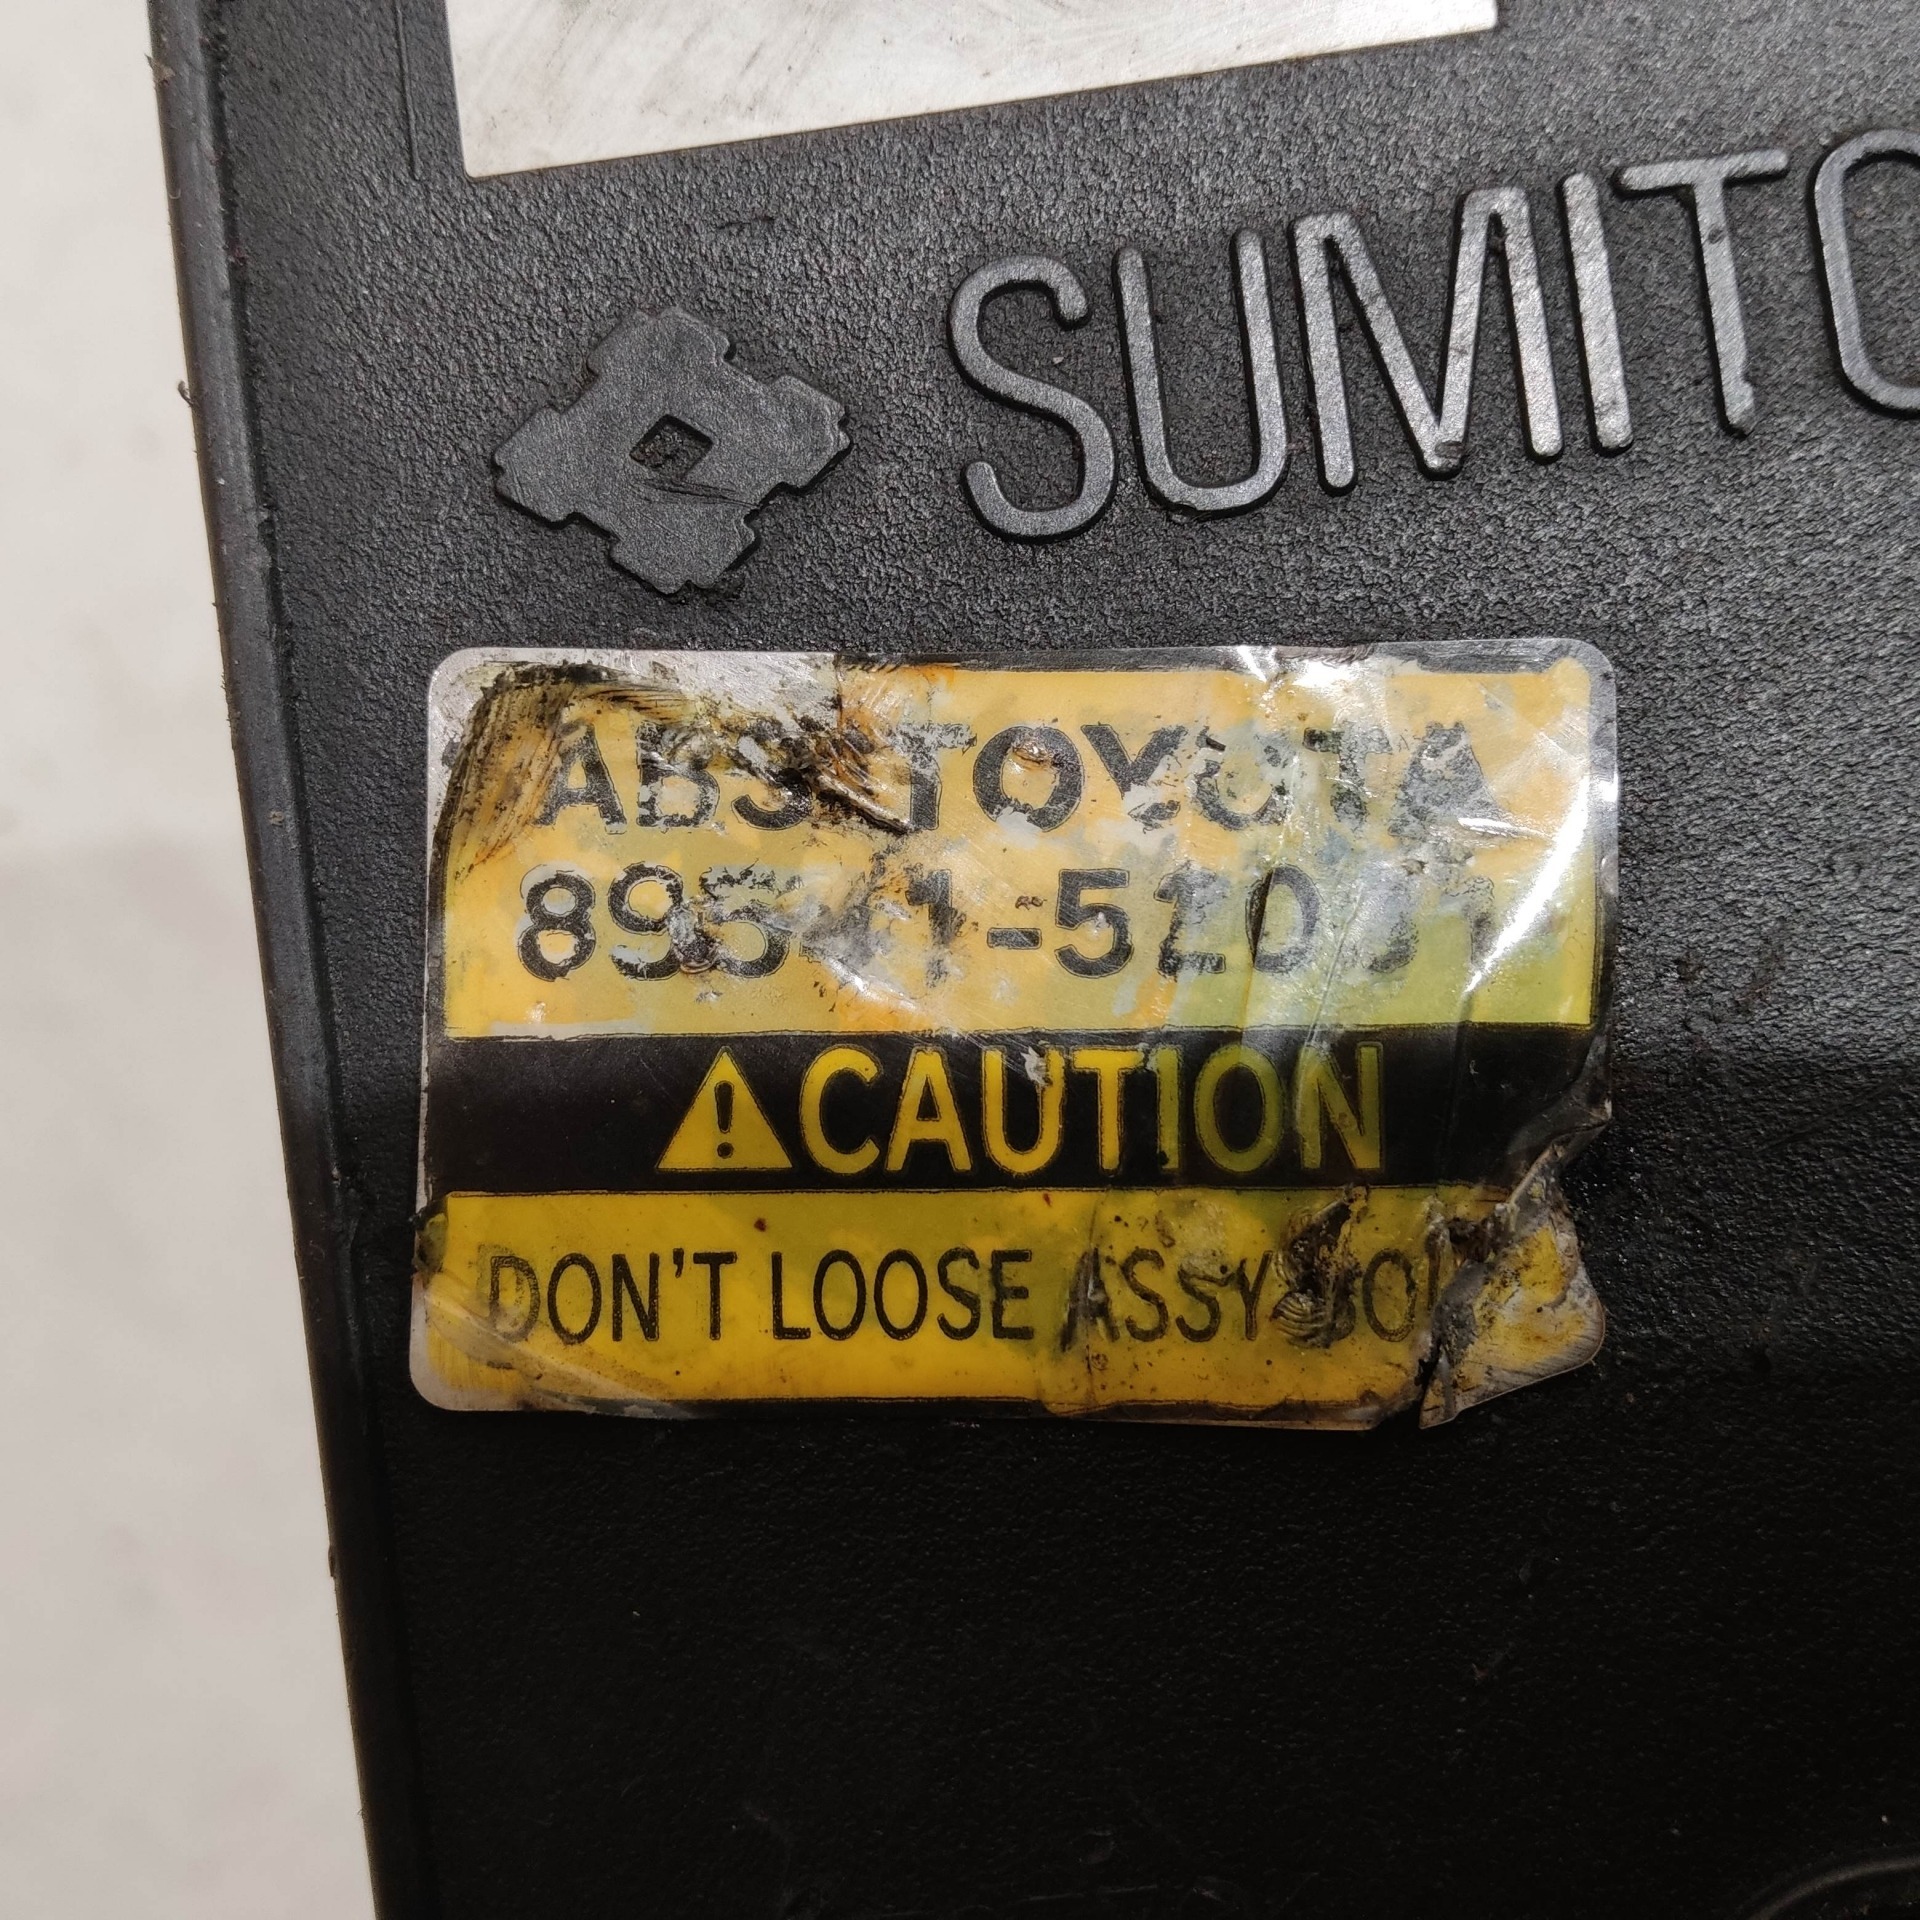 SUMITO
ABS TOYOTA
CAUTION
DON'T LOOSE ASSY